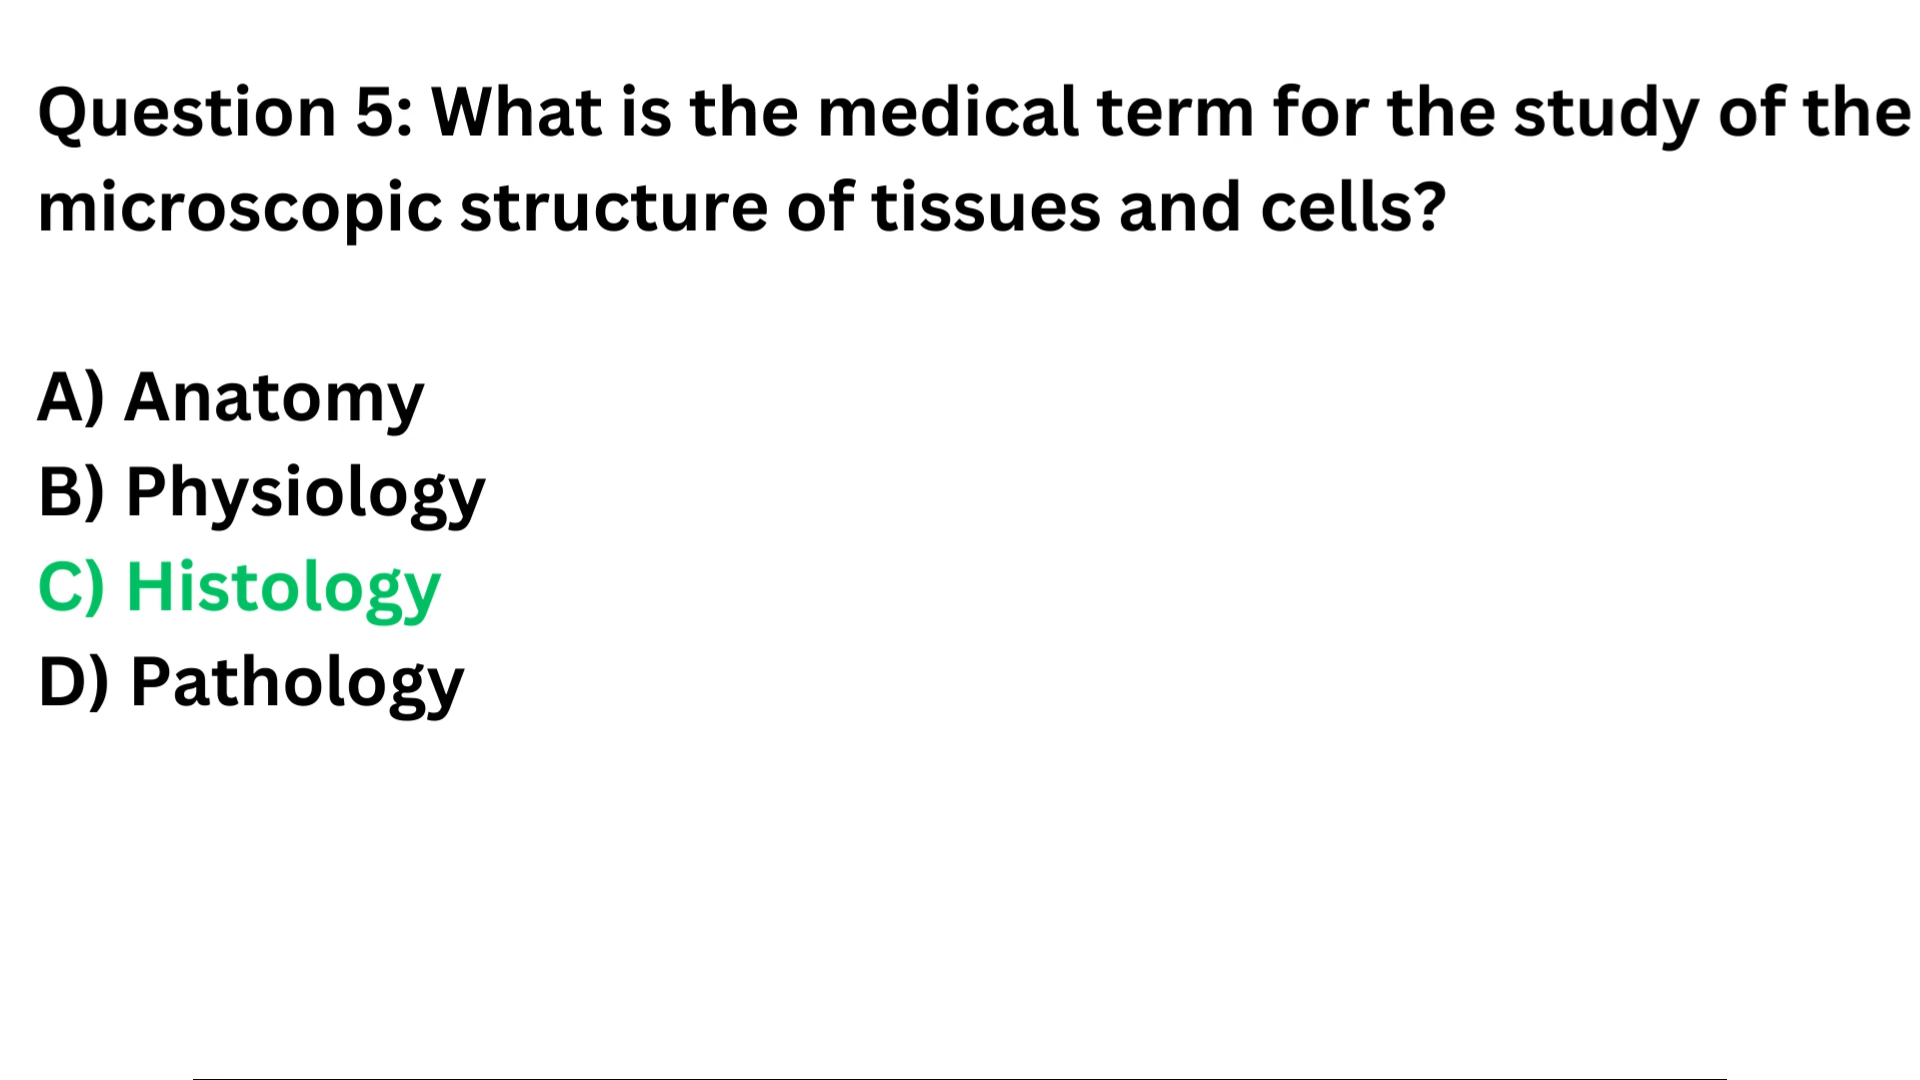 Question 5: What is the medical term for the study of the
microscopic structure of tissues and cells?
A) Anatomy
B) Physiology
C) Histology
D) Pathology